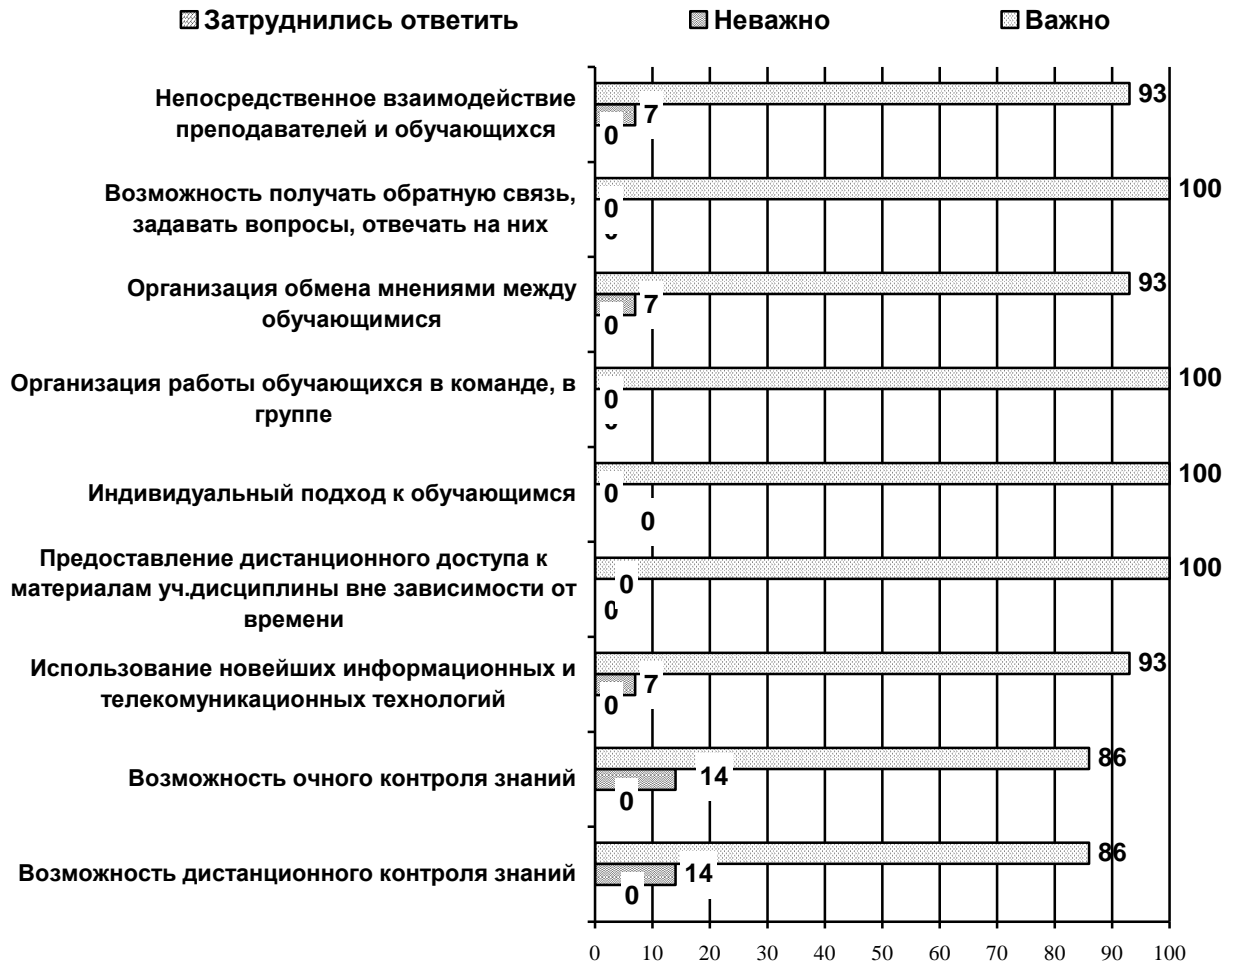 Затруднились ответить Неважно Важно
Непосредственное взаимодействие
преподавателей и обучающихся
93
7
0
Возможность получать обратную связь,
задавать вопросы, отвечать на них
100
0
0
Организация обмена мнениями между
обучающимися
93
7
0
Организация работы обучающихся в команде, в
группе
100
0
0
Индивидуальный подход к обучающимся
100
0
0
Предоставление дистанционного доступа к
материалам уч.дисциплины вне зависимости от
времени
100
0
0
Использование новейших информационных и
телекомуникационных технологий
93
7
0
Возможность очного контроля знаний
86
14
0
Возможность дистанционного контроля знаний
86
14
0
0 10 20 30 40 50 60 70 80 90 100